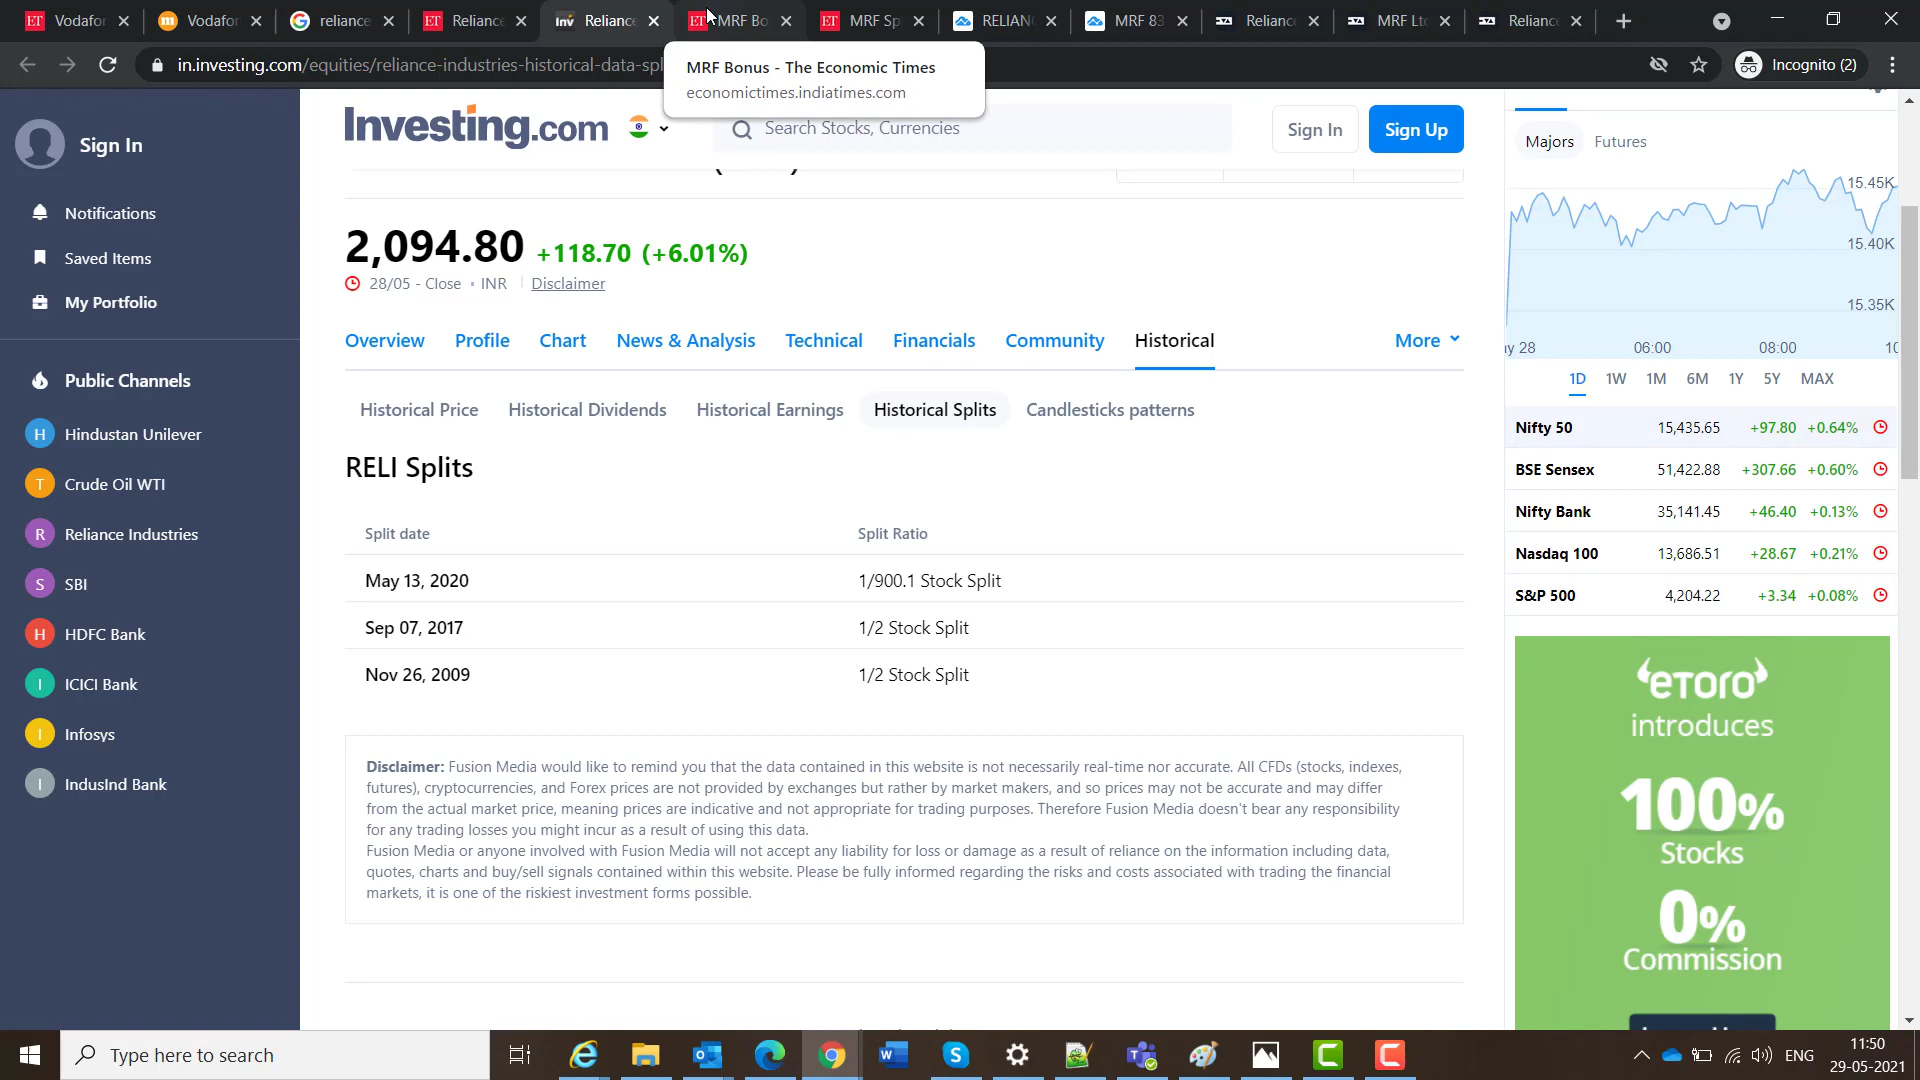 Vodafor
Vodafor
reliance
Reliance
Reliance
MRF Bo
MRF Sp
RELIAN
MRF 83
Reliance
MRF Ltd
Reliance
in.investing.com/equities/reliance-industries-historical-data-spl
Incognito (2)
MRF Bonus - The Economic Times
economictimes.indiatimes.com
Sign In
Notifications
Saved Items
My Portfolio
Public Channels
H Hindustan Unilever
T Crude Oil WTI
R Reliance Industries
S SBI
H HDFC Bank
I ICICI Bank
I Infosys
I IndusInd Bank
Investing.com
Search Stocks, Currencies
Sign In
Sign Up
2,094.80 +118.70 (+6.01%)
28/05 - Close • INR Disclaimer
Overview Profile Chart News & Analysis Technical Financials Community Historical More
Historical Price Historical Dividends Historical Earnings Historical Splits Candlesticks patterns
RELI Splits
Split date Split Ratio
May 13, 2020 1/900.1 Stock Split
Sep 07, 2017 1/2 Stock Split
Nov 26, 2009 1/2 Stock Split
Disclaimer: Fusion Media would like to remind you that the data contained in this website is not necessarily real-time nor accurate. All CFDs (stocks, indexes,
futures), cryptocurrencies, and Forex prices are not provided by exchanges but rather by market makers, and so prices may not be accurate and may differ
from the actual market price, meaning prices are indicative and not appropriate for trading purposes. Therefore Fusion Media doesn't bear any responsibility
for any trading losses you might incur as a result of using this data.
Fusion Media or anyone involved with Fusion Media will not accept any liability for loss or damage as a result of reliance on the information including data,
quotes, charts and buy/sell signals contained within this website. Please be fully informed regarding the risks and costs associated with trading the financial
markets, it is one of the riskiest investment forms possible.
Majors Futures
15.45K
15.40K
15.35K
ay 28 06:00 08:00 10
1D 1W 1M 6M 1Y 5Y MAX
Nifty 50 15,435.65 +97.80 +0.64%
BSE Sensex 51,422.88 +307.66 +0.60%
Nifty Bank 35,141.45 +46.40 +0.13%
Nasdaq 100 13,686.51 +28.67 +0.21%
S&P 500 4,204.22 +3.34 +0.08%
eTORO
introduces
100%
Stocks
0%
Commission
Type here to search
ENG
11:50
29-05-2021